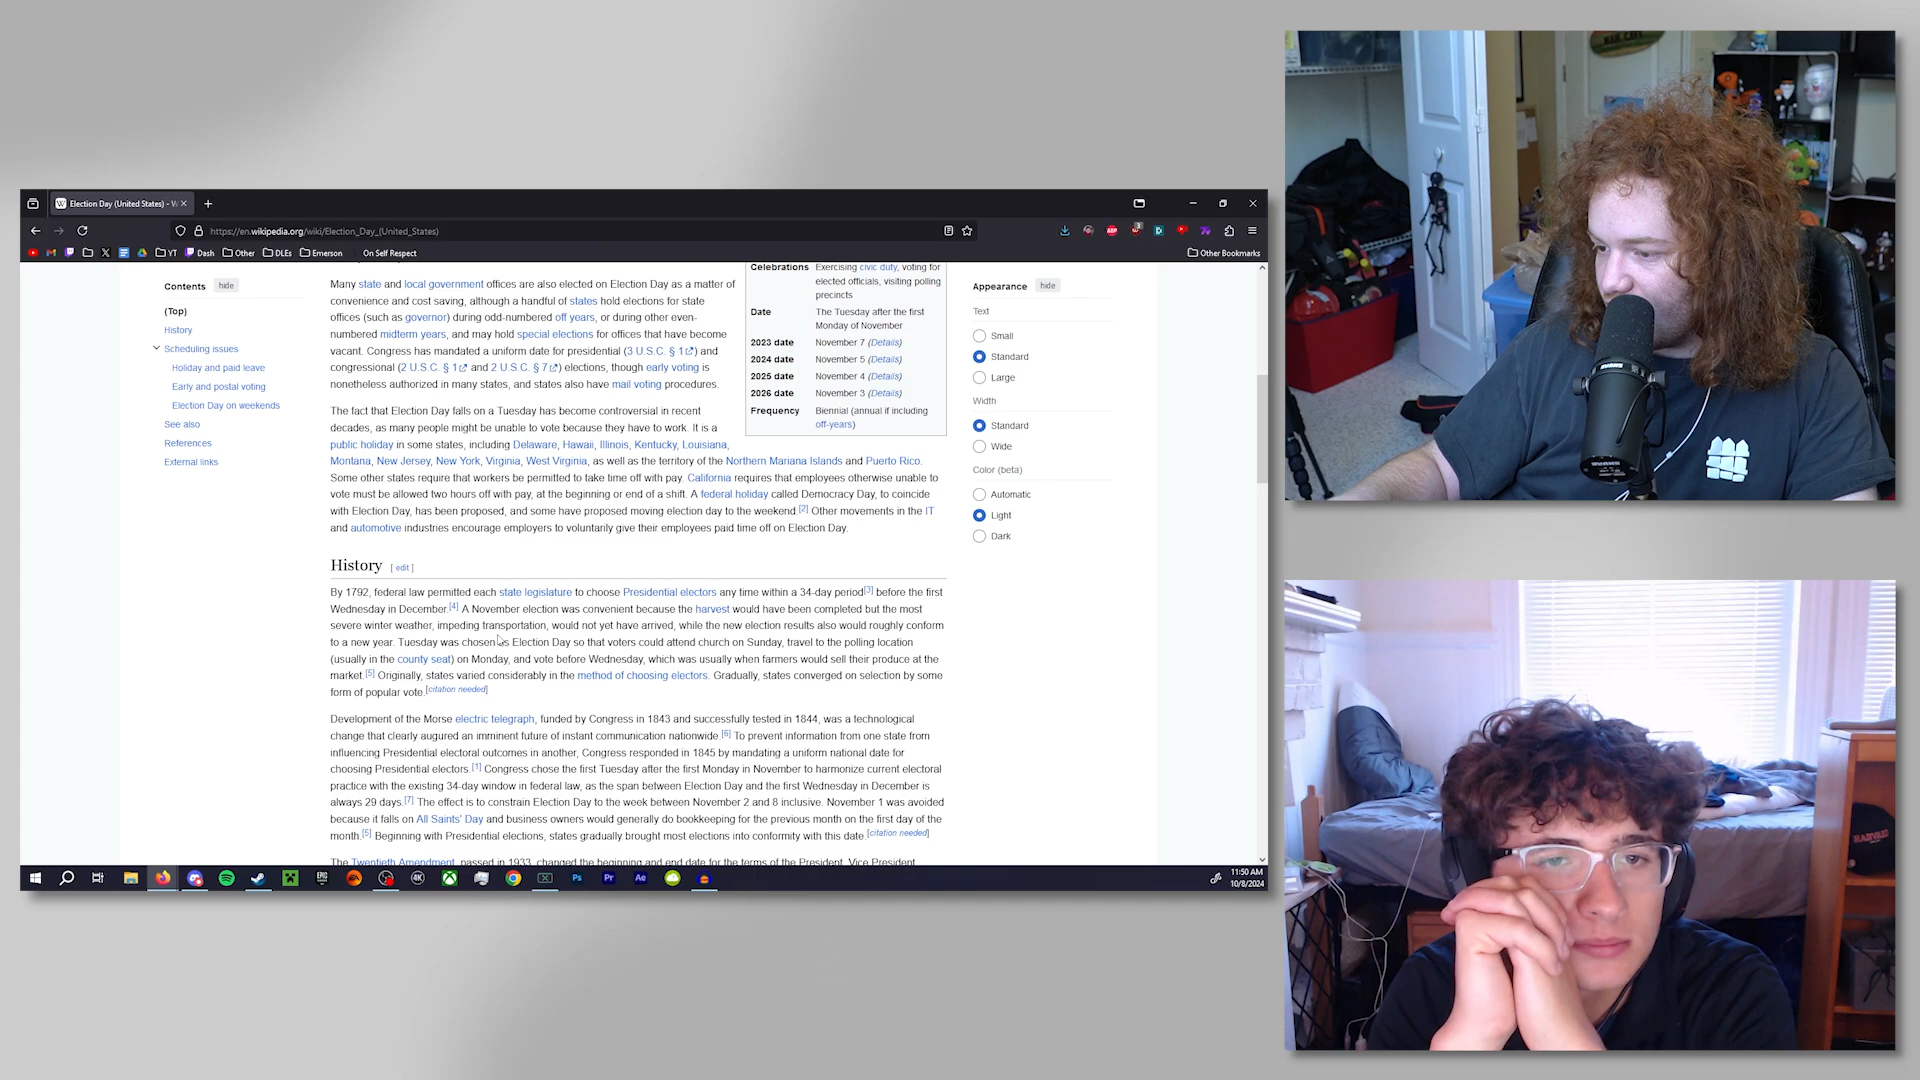 Election Day (United States) - W
https://en.wikipedia.org/wiki/Election_Day_(United_States)
YT
Dash
Other
DLEs
Emerson
On Self Respect
Other Bookmarks
Contents
hide
(Top)
History
Scheduling issues
Holiday and paid leave
Early and postal voting
Election Day on weekends
See also
References
External links
Many state and local government offices are also elected on Election Day as a matter of
convenience and cost saving, although a handful of states hold elections for state
offices (such as governor) during odd-numbered off years, or during other even-
numbered midterm years, and may hold special elections for offices that have become
vacant. Congress has mandated a uniform date for presidential (3 U.S.C. § 1) and
congressional (2 U.S.C. § 1 and 2 U.S.C. § 7) elections, though early voting is
nonetheless authorized in many states, and states also have mail voting procedures.
The fact that Election Day falls on a Tuesday has become controversial in recent
decades, as many people might be unable to vote because they have to work. It is a
public holiday in some states, including Delaware, Hawaii, Illinois, Kentucky, Louisiana,
Montana, New Jersey, New York, Virginia, West Virginia, as well as the territory of the Northern Mariana Islands and Puerto Rico.
Some other states require that workers be permitted to take time off with pay. California requires that employees otherwise unable to
vote must be allowed two hours off with pay, at the beginning or end of a shift. A federal holiday called Democracy Day, to coincide
with Election Day, has been proposed, and some have proposed moving election day to the weekend.[2] Other movements in the IT
and automotive industries encourage employers to voluntarily give their employees paid time off on Election Day.
Celebrations Exercising civic duty, voting for
elected officials, visiting polling
precincts
Date The Tuesday after the first
Monday of November
2023 date November 7 (Details)
2024 date November 5 (Details)
2025 date November 4 (Details)
2026 date November 3 (Details)
Frequency Biennial (annual if including
off-years)
History [ edit ]
By 1792, federal law permitted each state legislature to choose Presidential electors any time within a 34-day period[3] before the first
Wednesday in December.[4] A November election was convenient because the harvest would have been completed but the most
severe winter weather, impeding transportation, would not yet have arrived, while the new election results also would roughly conform
to a new year. Tuesday was chosen as Election Day so that voters could attend church on Sunday, travel to the polling location
(usually in the county seat) on Monday, and vote before Wednesday, which was usually when farmers would sell their produce at the
market.[5] Originally, states varied considerably in the method of choosing electors. Gradually, states converged on selection by some
form of popular vote.[citation needed]
Development of the Morse electric telegraph, funded by Congress in 1843 and successfully tested in 1844, was a technological
change that clearly augured an imminent future of instant communication nationwide.[6] To prevent information from one state from
influencing Presidential electoral outcomes in another, Congress responded in 1845 by mandating a uniform national date for
choosing Presidential electors.[1] Congress chose the first Tuesday after the first Monday in November to harmonize current electoral
practice with the existing 34-day window in federal law, as the span between Election Day and the first Wednesday in December is
always 29 days.[7] The effect is to constrain Election Day to the week between November 2 and 8 inclusive. November 1 was avoided
because it falls on All Saints' Day and business owners would generally do bookkeeping for the previous month on the first day of the
month.[5] Beginning with Presidential elections, states gradually brought most elections into conformity with this date.[citation needed]
The Twentieth Amendment, passed in 1933, changed the beginning and end date for the terms of the President, Vice President
Appearance
hide
Text
Small
Standard
Large
Width
Standard
Wide
Color (beta)
Automatic
Light
Dark
EPIC
EA
4K
Ps
Pr
Ae
11:50 AM
10/8/2024
MAN CAVE
SHURE
HARVARD